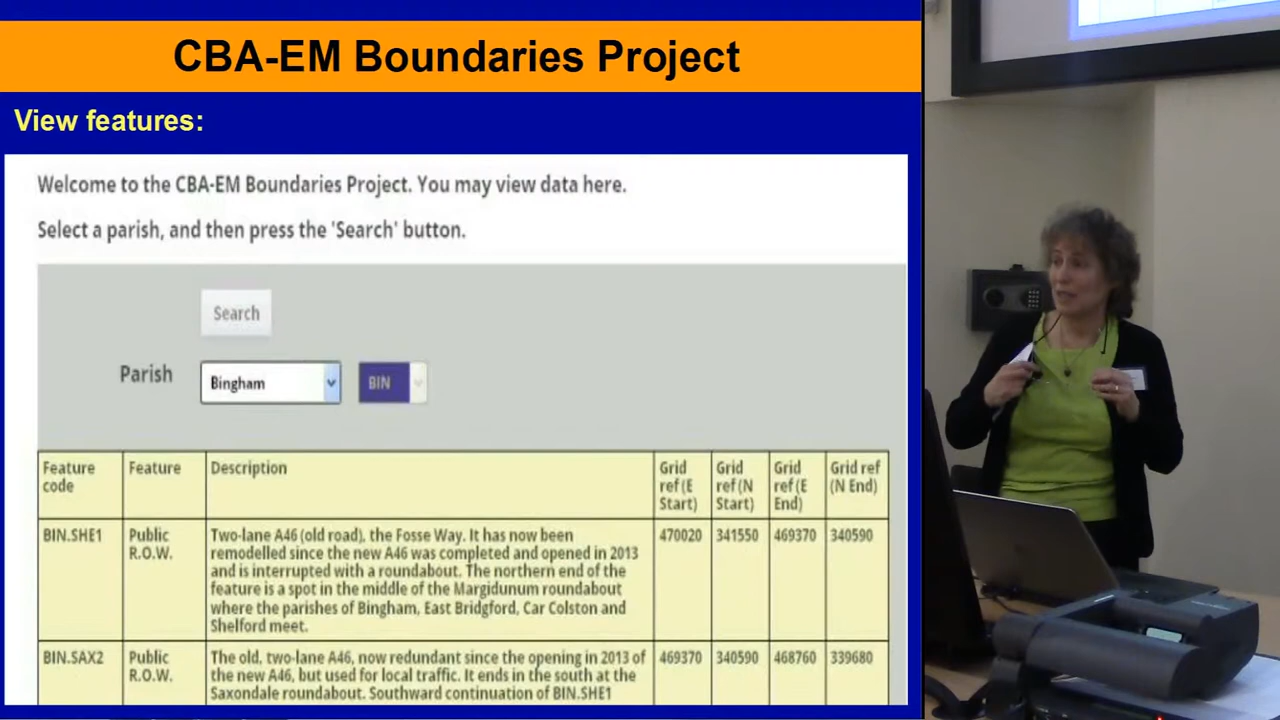 CBA-EM Boundaries Project
View features:
Welcome to the CBA-EM Boundaries Project. You may view data here.
Select a parish, and then press the 'Search' button.
Search
Parish
Bingham
BIN
Feature code
Feature
Description
Grid ref (E Start)
Grid ref (N Start)
Grid ref (E End)
Grid ref (N End)
BIN.SHE1
Public R.O.W.
Two-lane A46 (old road), the Fosse Way. It has now been
remodelled since the new A46 was completed and opened in 2013
and is interrupted with a roundabout. The northern end of the
feature is a spot in the middle of the Margidunum roundabout
where the parishes of Bingham, East Bridgford, Car Colston and
Shelford meet.
470020
341550
469370
340590
BIN.SAX2
Public R.O.W.
The old, two-lane A46, now redundant since the opening in 2013 of
the new A46, but used for local traffic. It ends in the south at the
Saxondale roundabout. Southward continuation of BIN.SHE1
469370
340590
468760
339680